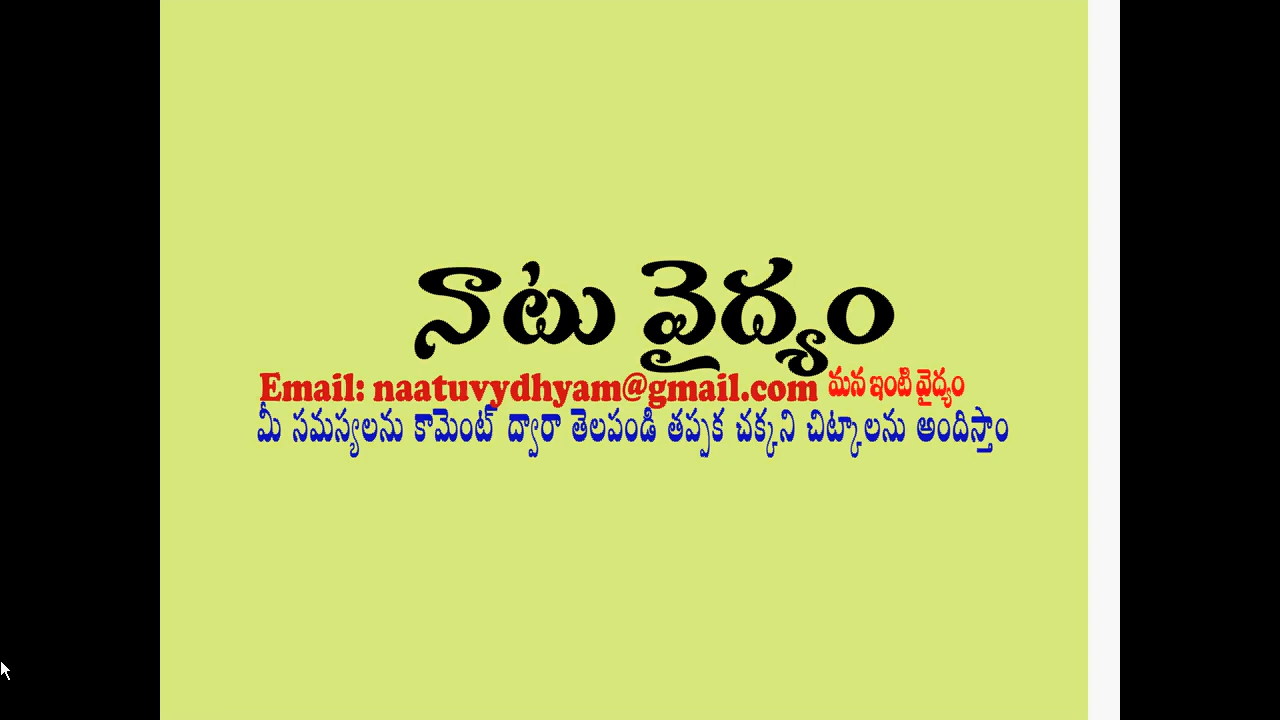 నాటు వైద్యం
Email: naatuvydhyam@gmail.com మన ఇంటి వైద్యం
మీ సమస్యలను కామెంట్ ద్వారా తెలపండి తప్పక చక్కని చిట్కాలను అందిస్తాం